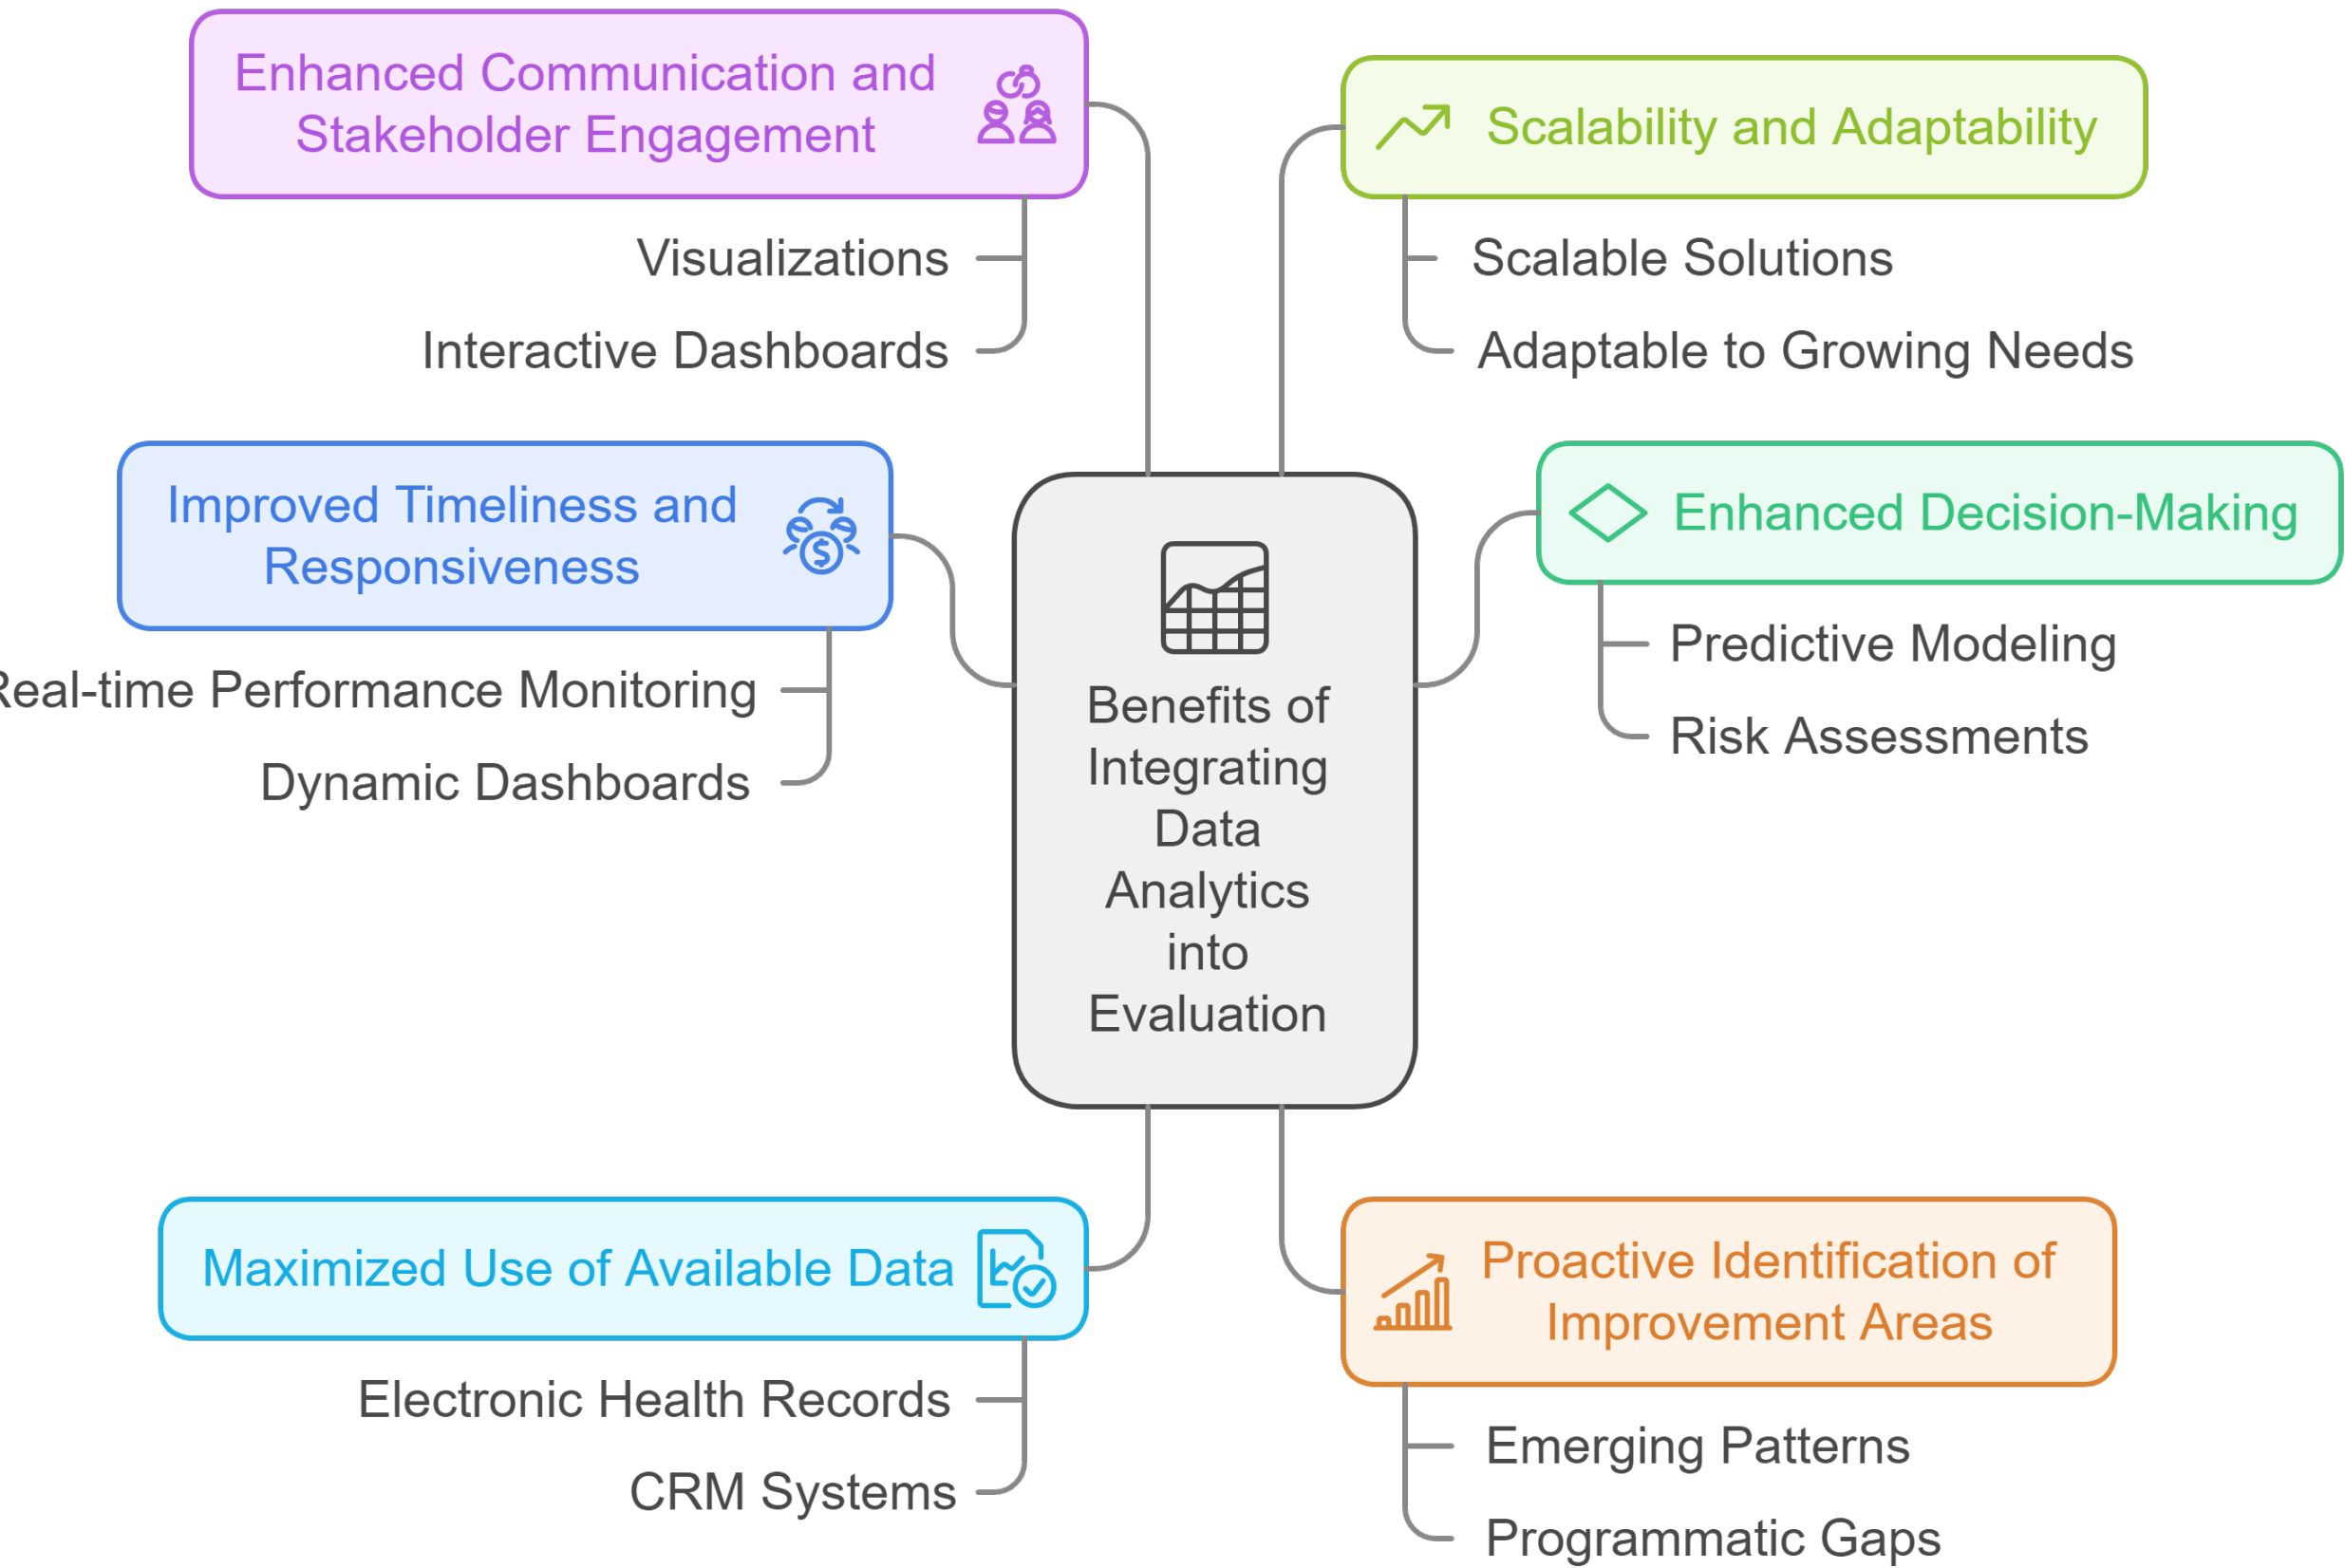 Enhanced Communication and
Stakeholder Engagement
Visualizations
Interactive Dashboards
Scalability and Adaptability
Scalable Solutions
Adaptable to Growing Needs
Improved Timeliness and
Responsiveness
Real-time Performance Monitoring
Dynamic Dashboards
Benefits of
Integrating
Data
Analytics
into
Evaluation
Enhanced Decision-Making
Predictive Modeling
Risk Assessments
Maximized Use of Available Data
Electronic Health Records
CRM Systems
Proactive Identification of
Improvement Areas
Emerging Patterns
Programmatic Gaps